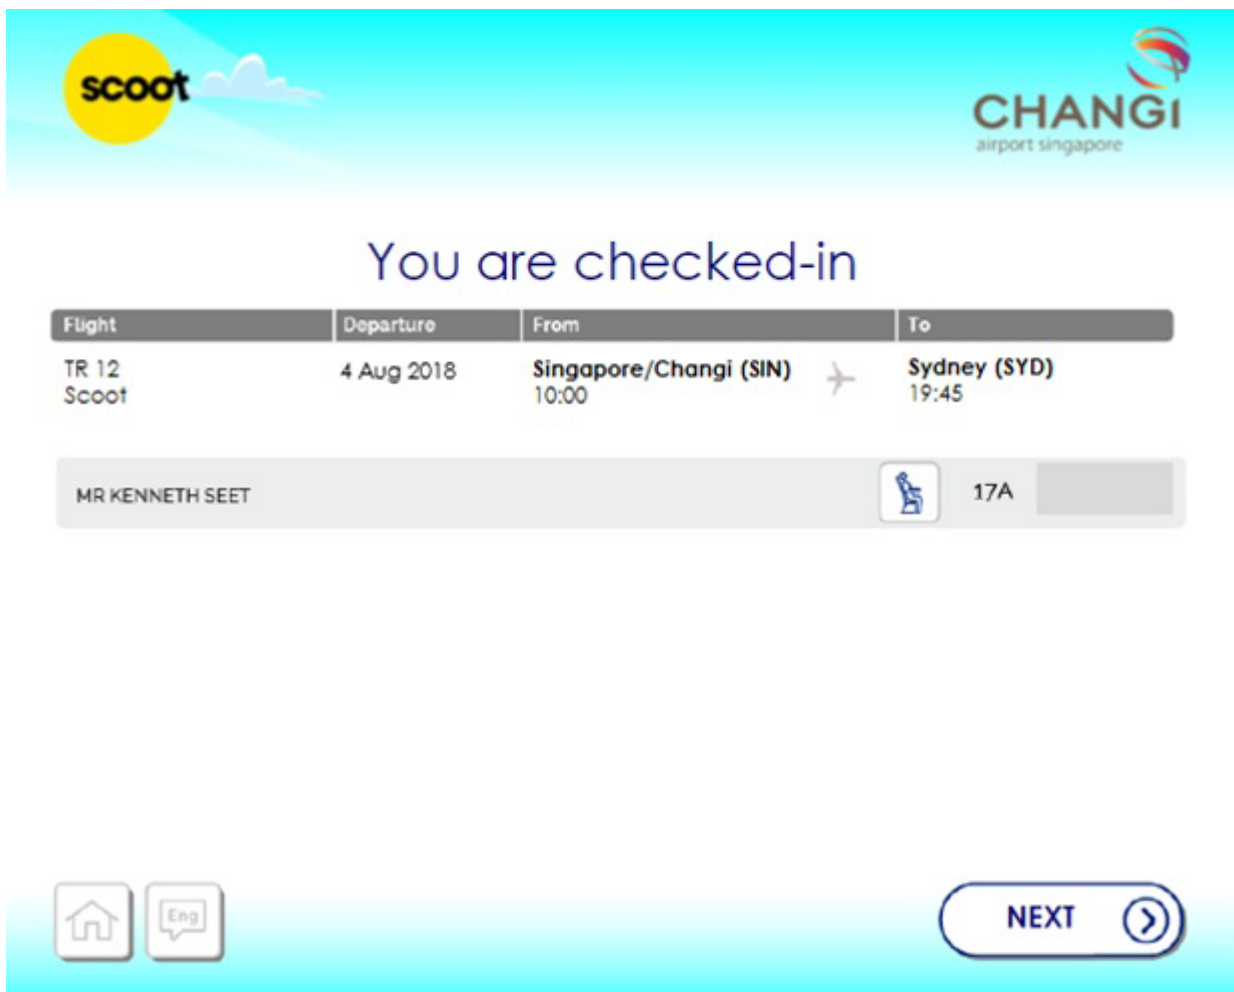 scoot
CHANGI
airport singapore
You are checked-in
Flight Departure From To
TR 12 4 Aug 2018 Singapore/Changi (SIN) Sydney (SYD)
Scoot 10:00 19:45
MR KENNETH SEET 17A
Eng
NEXT